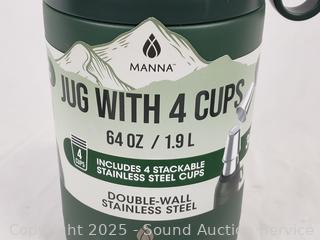 MANNA™
JUG WITH 4 CUPS
64 OZ / 1.9 L
4
CUPS
INCLUDES 4 STACKABLE
STAINLESS STEEL CUPS
DOUBLE-WALL
STAINLESS STEEL
Copyright 2025 - Sound Auction Service